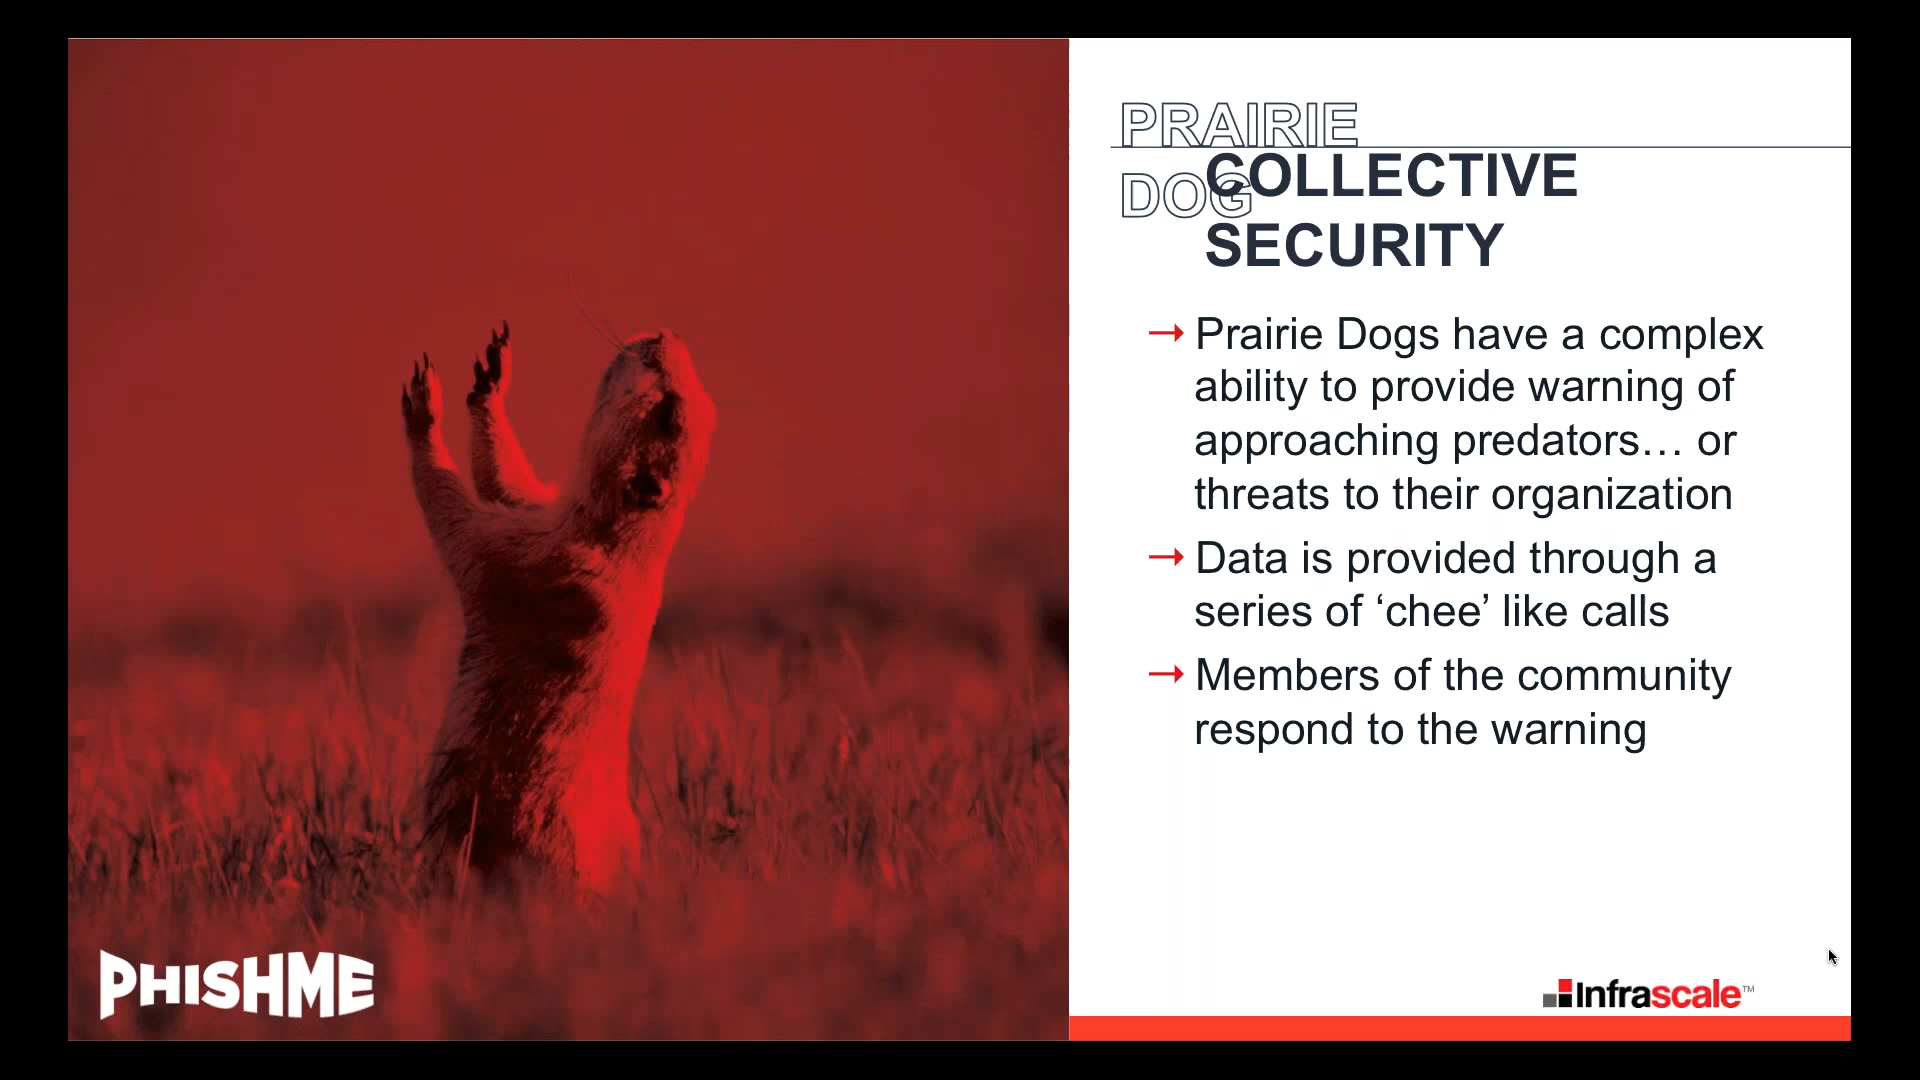 PRAIRIE
DOG
COLLECTIVE
SECURITY
→ Prairie Dogs have a complex
ability to provide warning of
approaching predators… or
threats to their organization
→ Data is provided through a
series of ‘chee’ like calls
→ Members of the community
respond to the warning
PHISHME
Infrascale™